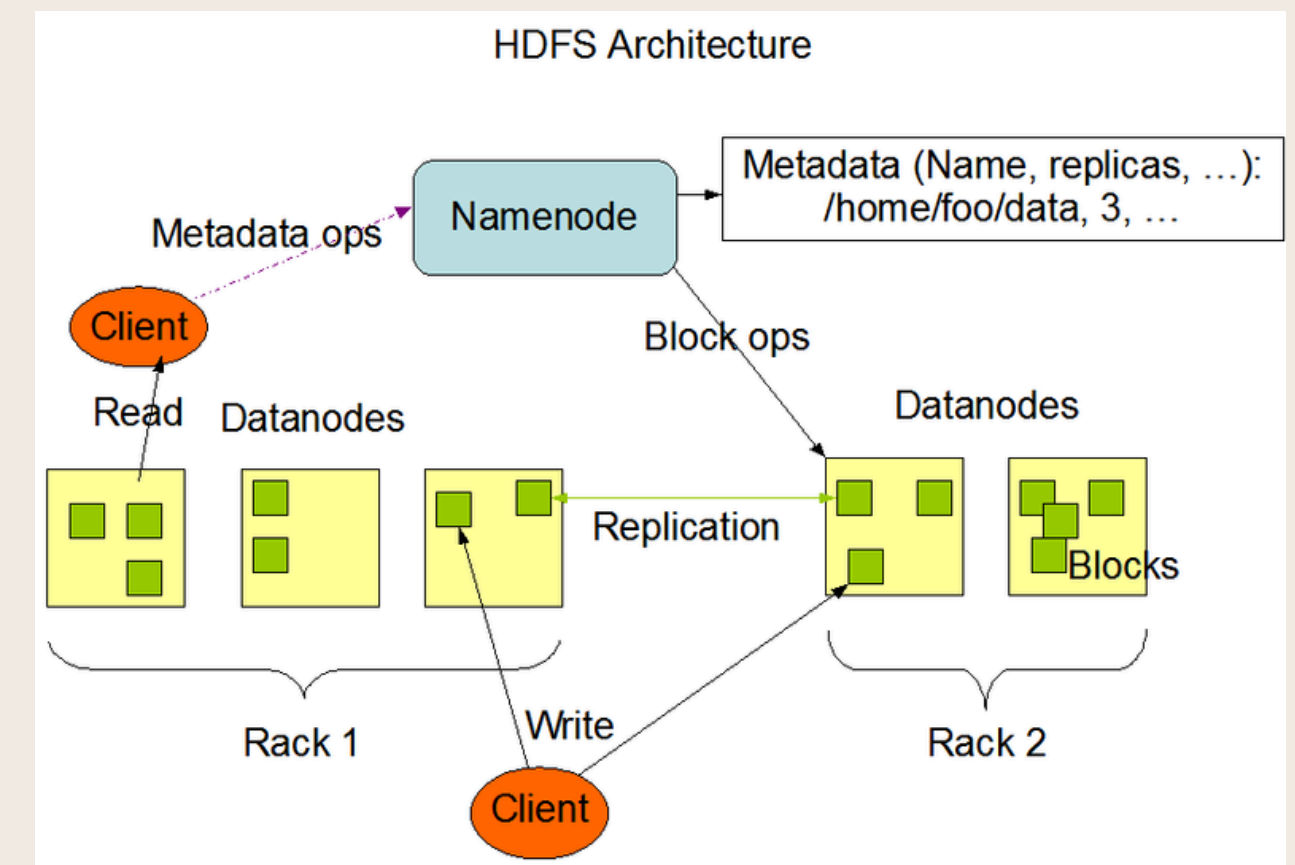 HDFS Architecture
Metadata (Name, replicas, …):
/home/foo/data, 3, …
Namenode
Metadata ops
Client
Block ops
Read
Datanodes
Datanodes
Replication
Blocks
Rack 1
Write
Rack 2
Client